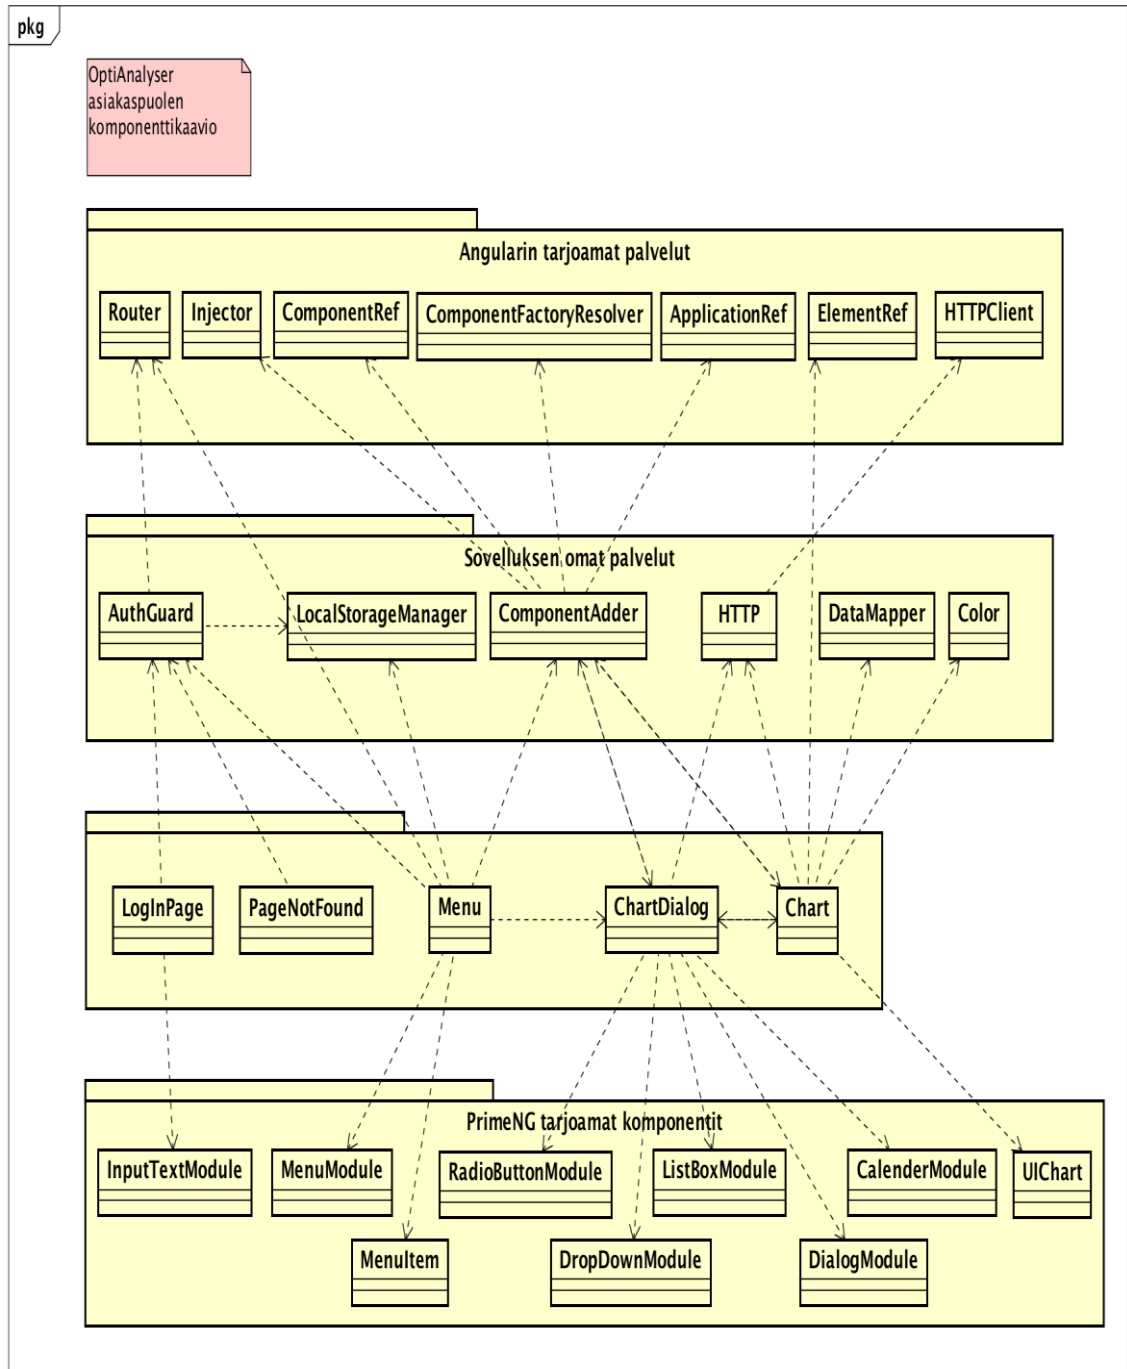 pkg
OptiAnalyser
asiakaspuolen
komponenttikaavio
Angularin tarjoamat palvelut
Router
Injector
ComponentRef
ComponentFactoryResolver
ApplicationRef
ElementRef
HTTPClient
Sovelluksen omat palvelut
AuthGuard
LocalStorageManager
ComponentAdder
HTTP
DataMapper
Color
LogInPage
PageNotFound
Menu
ChartDialog
Chart
PrimeNG tarjoamat komponentit
InputTextModule
MenuModule
RadioButtonModule
ListBoxModule
CalenderModule
UIChart
MenuItem
DropDownModule
DialogModule